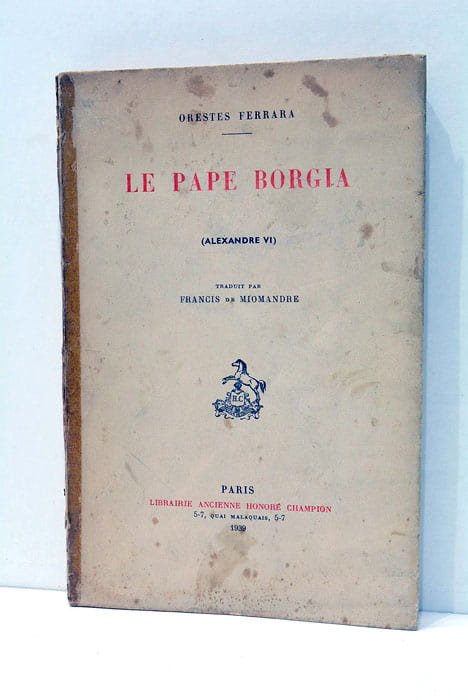 ORESTES FERRARA
LE PAPE BORGIA
(ALEXANDRE VI)
TRADUIT PAR
FRANCIS DE MIOMANDRE
H.C
PARIS
LIBRAIRIE ANCIENNE HONORÉ CHAMPION
5-7, QUAI MALAQUAIS, 5-7
1939